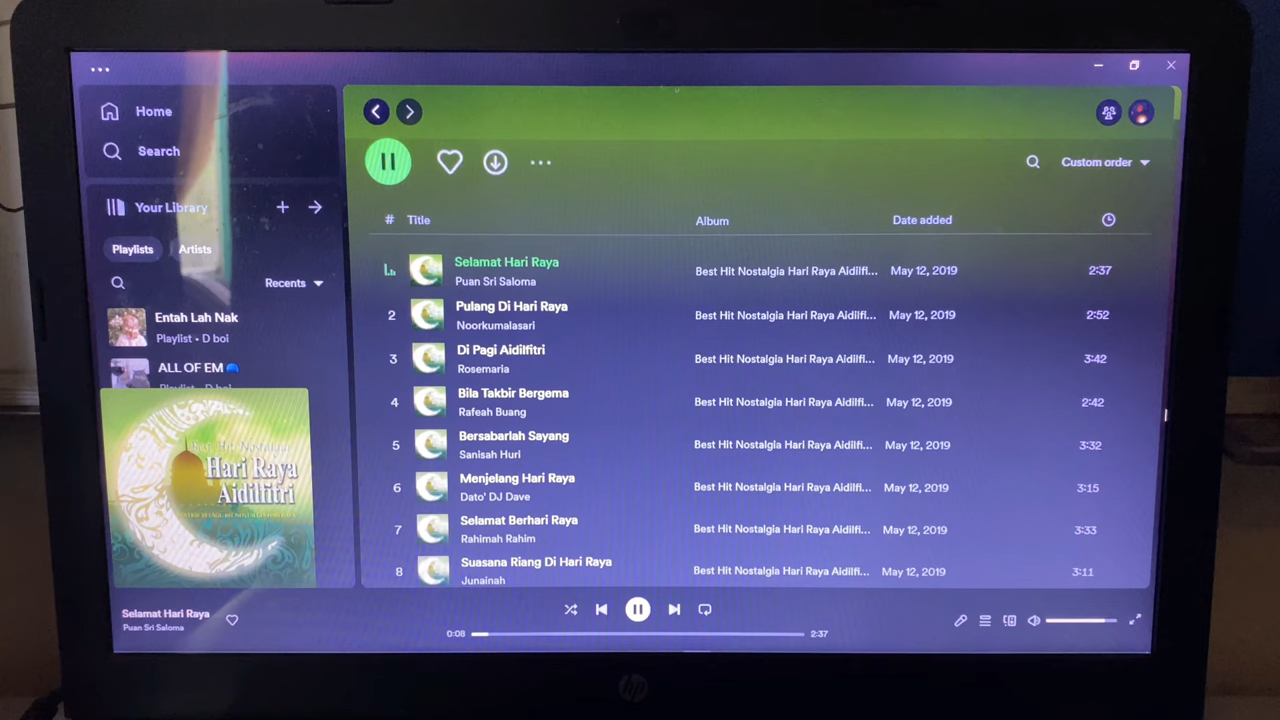 Home
Search
Your Library
Playlists Artists
Recents
Entah Lah Nak
Playlist • D boi
ALL OF EM
Playlist • D boi
Best Hit Nostalgia
Hari Raya
Aidilfitri
Custom order
# Title Album Date added
Selamat Hari Raya
Puan Sri Saloma
Best Hit Nostalgia Hari Raya Aidilfi... May 12, 2019 2:37
2 Pulang Di Hari Raya
Noorkumalasari
Best Hit Nostalgia Hari Raya Aidilfi... May 12, 2019 2:52
3 Di Pagi Aidilfitri
Rosemaria
Best Hit Nostalgia Hari Raya Aidilfi... May 12, 2019 3:42
4 Bila Takbir Bergema
Rafeah Buang
Best Hit Nostalgia Hari Raya Aidilfi... May 12, 2019 2:42
5 Bersabarlah Sayang
Sanisah Huri
Best Hit Nostalgia Hari Raya Aidilfi... May 12, 2019 3:32
6 Menjelang Hari Raya
Dato' DJ Dave
Best Hit Nostalgia Hari Raya Aidilfi... May 12, 2019 3:15
7 Selamat Berhari Raya
Rahimah Rahim
Best Hit Nostalgia Hari Raya Aidilfi... May 12, 2019 3:33
8 Suasana Riang Di Hari Raya
Junainah
Best Hit Nostalgia Hari Raya Aidilfi... May 12, 2019 3:11
Selamat Hari Raya
Puan Sri Saloma
0:08 2:37
hp